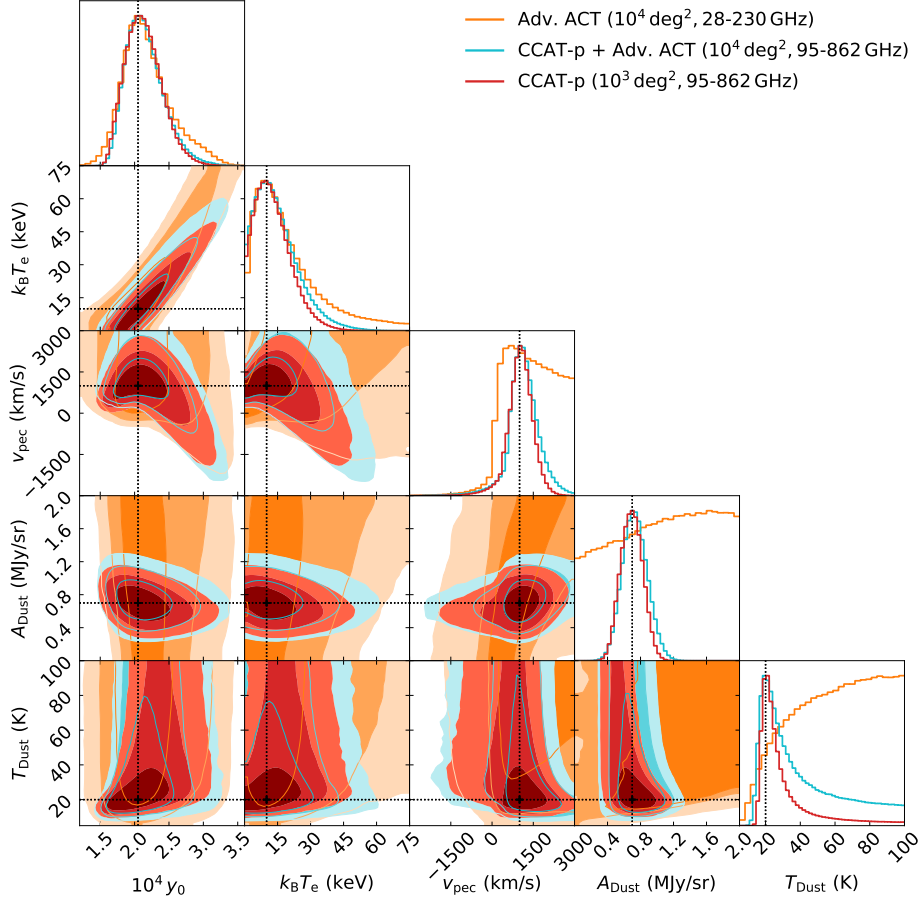 Adv. ACT (10⁴ deg², 28-230 GHz)
CCAT-p + Adv. ACT (10⁴ deg², 95-862 GHz)
CCAT-p (10³ deg², 95-862 GHz)
75
60
45
30
15
k_B T_e (keV)
3000
1500
0
−1500
v_pec (km/s)
2.0
1.6
1.2
0.8
0.4
A_Dust (MJy/sr)
100
80
60
40
20
T_Dust (K)
1.5 2.0 2.5 3.0 3.5
15 30 45 60 75
−1500 0 1500 3000
0.4 0.8 1.2 1.6 2.0
20 40 60 80 100
10⁴ y₀
k_B T_e (keV)
v_pec (km/s)
A_Dust (MJy/sr)
T_Dust (K)